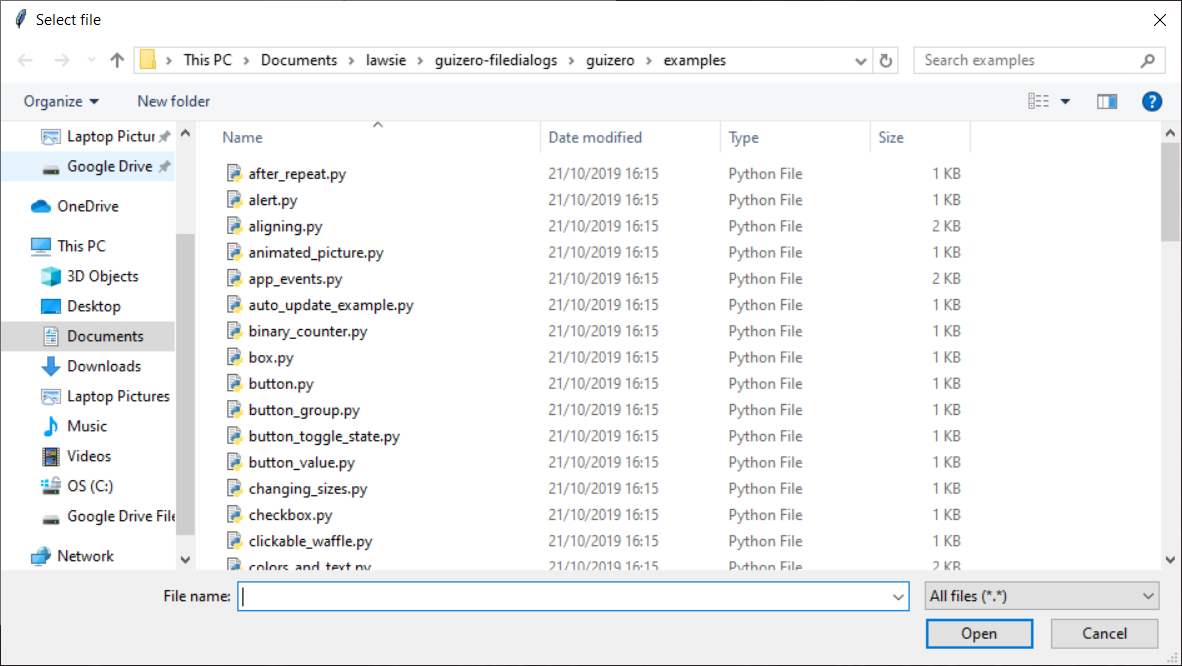 Select file
This PC > Documents > lawsie > guizero-filedialogs > guizero > examples
Search examples
Organize
New folder
Laptop Pictur
Google Drive
OneDrive
This PC
3D Objects
Desktop
Documents
Downloads
Laptop Pictures
Music
Videos
OS (C:)
Google Drive File
Network
Name Date modified Type Size
after_repeat.py 21/10/2019 16:15 Python File 1 KB
alert.py 21/10/2019 16:15 Python File 1 KB
aligning.py 21/10/2019 16:15 Python File 2 KB
animated_picture.py 21/10/2019 16:15 Python File 1 KB
app_events.py 21/10/2019 16:15 Python File 2 KB
auto_update_example.py 21/10/2019 16:15 Python File 1 KB
binary_counter.py 21/10/2019 16:15 Python File 1 KB
box.py 21/10/2019 16:15 Python File 1 KB
button.py 21/10/2019 16:15 Python File 1 KB
button_group.py 21/10/2019 16:15 Python File 1 KB
button_toggle_state.py 21/10/2019 16:15 Python File 1 KB
button_value.py 21/10/2019 16:15 Python File 1 KB
changing_sizes.py 21/10/2019 16:15 Python File 1 KB
checkbox.py 21/10/2019 16:15 Python File 1 KB
clickable_waffle.py 21/10/2019 16:15 Python File 1 KB
colors_and_text.py 21/10/2019 16:15 Python File 2 KB
File name:
All files (*.*)
Open
Cancel